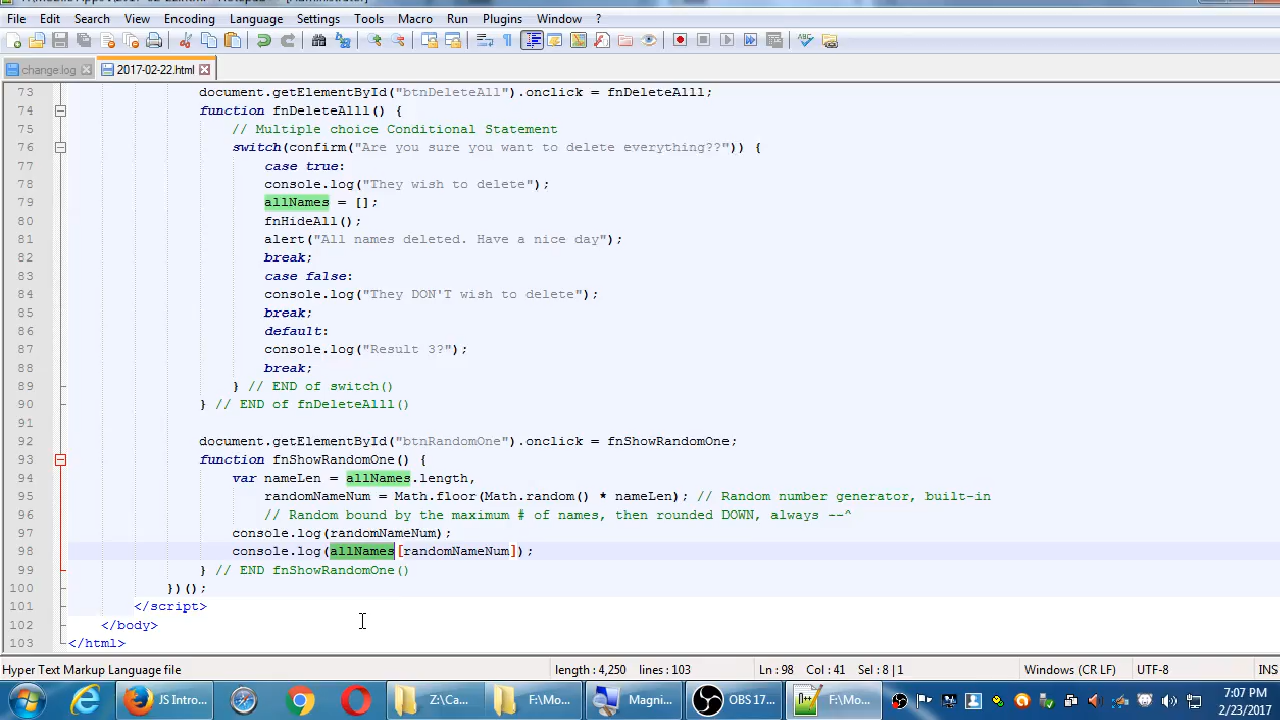 File Edit Search View Encoding Language Settings Tools Macro Run Plugins Window ?
change.log 2017-02-22.html
73 document.getElementById("btnDeleteAll").onclick = fnDeleteAlll;
74 function fnDeleteAlll() {
75 // Multiple choice Conditional Statement
76 switch(confirm("Are you sure you want to delete everything??")) {
77 case true:
78 console.log("They wish to delete");
79 allNames = [];
80 fnHideAll();
81 alert("All names deleted. Have a nice day");
82 break;
83 case false:
84 console.log("They DON'T wish to delete");
85 break;
86 default:
87 console.log("Result 3?");
88 break;
89 } // END of switch()
90 } // END of fnDeleteAlll()
91
92 document.getElementById("btnRandomOne").onclick = fnShowRandomOne;
93 function fnShowRandomOne() {
94 var nameLen = allNames.length,
95 randomNameNum = Math.floor(Math.random() * nameLen); // Random number generator, built-in
96 // Random bound by the maximum # of names, then rounded DOWN, always --^
97 console.log(randomNameNum);
98 console.log(allNames[randomNameNum]);
99 } // END fnShowRandomOne()
100 })();
101 </script>
102 </body>
103 </html>
Hyper Text Markup Language file length : 4,250 lines : 103 Ln : 98 Col : 41 Sel : 8 | 1 Windows (CR LF) UTF-8 INS
JS Intro... Z:\Ca... F:\Mo... Magni... OBS 17... F:\Mo... 7:07 PM
2/23/2017